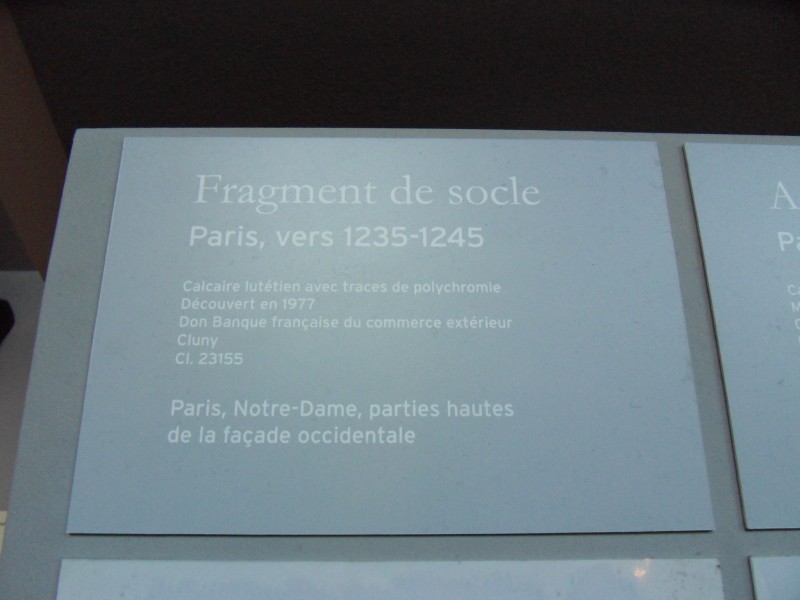 Fragment de socle
Paris, vers 1235-1245
Calcaire lutétien avec traces de polychromie
Découvert en 1977
Don Banque française du commerce extérieur
Cluny
Cl. 23155
Paris, Notre-Dame, parties hautes
de la façade occidentale